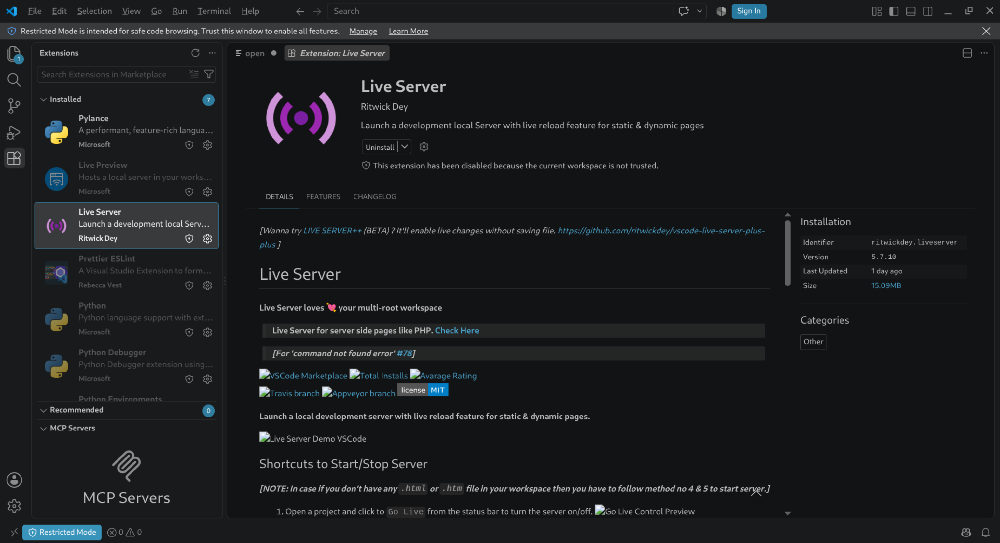 File Edit Selection View Go Run Terminal Help Search Sign In
Restricted Mode is intended for safe code browsing. Trust this window to enable all features. Manage Learn More
1
Extensions
Search Extensions in Marketplace
Installed 7
Pylance
A performant, feature-rich langua...
Microsoft
Live Preview
Hosts a local server in your works...
Microsoft
Live Server
Launch a development local Serv...
Ritwick Dey
Prettier ESLint
A Visual Studio Extension to form...
Rebecca Vest
Python
Python language support with ext...
Microsoft
Python Debugger
Python Debugger extension using...
Microsoft
Python Environments
Recommended 0
MCP Servers
MCP Servers
open Extension: Live Server
Live Server
Ritwick Dey
Launch a development local Server with live reload feature for static & dynamic pages
Uninstall
This extension has been disabled because the current workspace is not trusted.
DETAILS FEATURES CHANGELOG
[Wanna try LIVE SERVER++ (BETA) ? It'll enable live changes without saving file. https://github.com/ritwickdey/vscode-live-server-plus-
plus ]
Live Server
Live Server loves 💘 your multi-root workspace
Live Server for server side pages like PHP. Check Here
[For 'command not found error' #78]
VSCode Marketplace Total Installs Avarage Rating
Travis branch Appveyor branch license MIT
Launch a local development server with live reload feature for static & dynamic pages.
Live Server Demo VSCode
Shortcuts to Start/Stop Server
[NOTE: In case if you don't have any .html or .htm file in your workspace then you have to follow method no 4 & 5 to start server.]
1. Open a project and click to Go Live from the status bar to turn the server on/off. Go Live Control Preview
Installation
Identifier ritwickdey.liveserver
Version 5.7.10
Last Updated 1 day ago
Size 15.09MB
Categories
Other
Restricted Mode 0 0